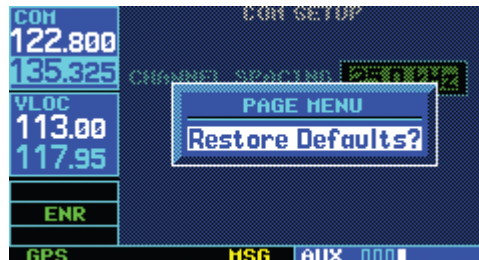 COM
122.800
135.325
VLOC
113.00
117.95
ENR
GPS
COM SETUP
CHANNEL SPACING 25.0 kHz
PAGE MENU
Restore Defaults?
MSG AUX